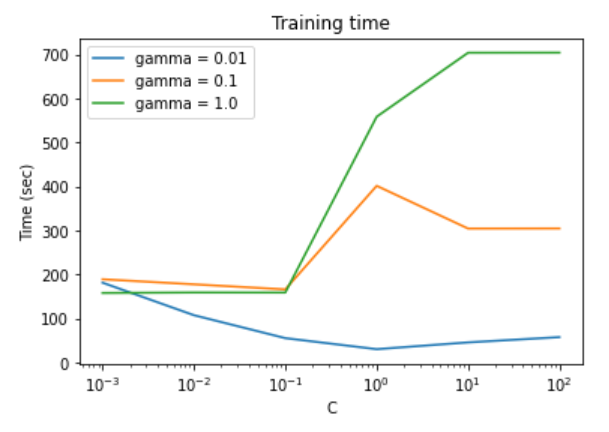 Training time
gamma = 0.01
gamma = 0.1
gamma = 1.0
Time (sec)
700
600
500
400
300
200
100
0
10⁻³ 10⁻² 10⁻¹ 10⁰ 10¹ 10²
C